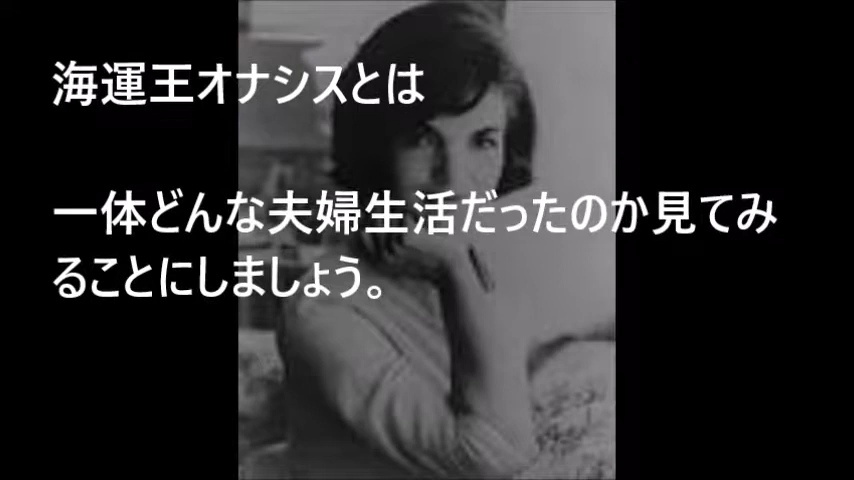 海運王オナシスとは
一体どんな夫婦生活だったのか見てみ
ることにしましょう。